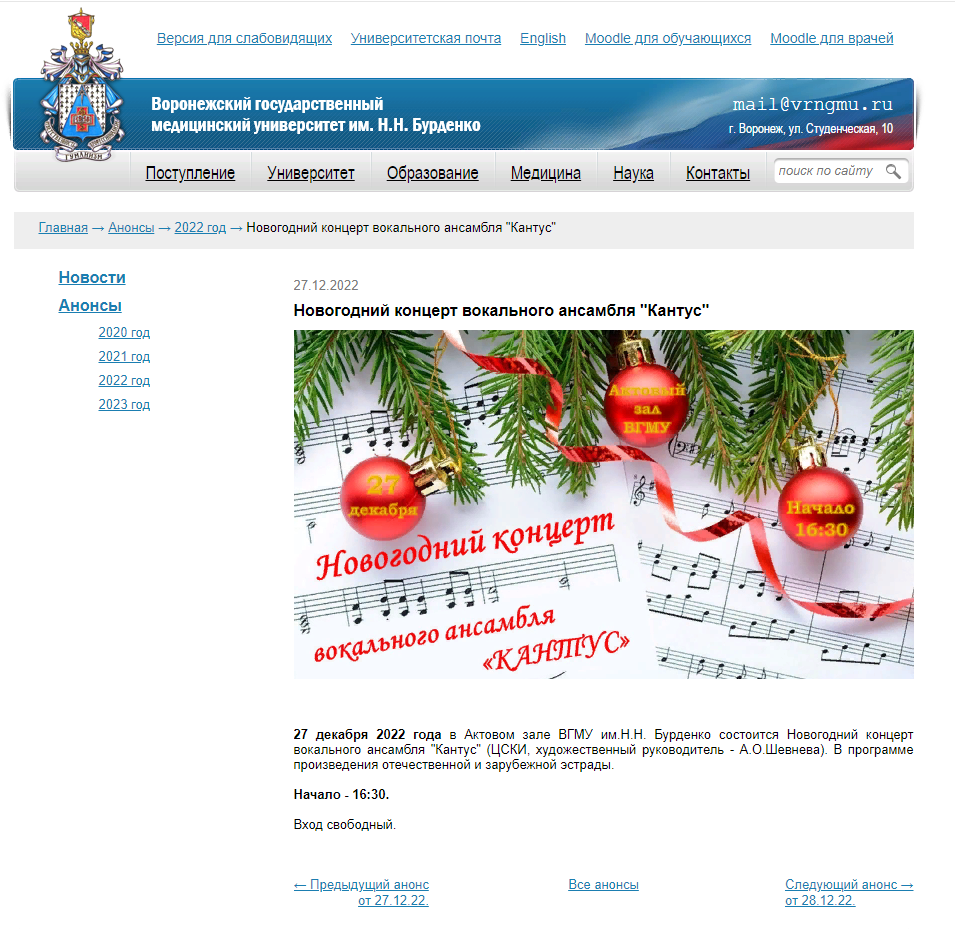 Версия для слабовидящих Университетская почта English Moodle для обучающихся Moodle для врачей
Воронежский государственный
медицинский университет им. Н.Н. Бурденко
mail@vrngmu.ru
г. Воронеж, ул. Студенческая, 10
ГУМАНИЗМ
Поступление Университет Образование Медицина Наука Контакты поиск по сайту
Главная → Анонсы → 2022 год → Новогодний концерт вокального ансамбля "Кантус"
Новости
Анонсы
2020 год
2021 год
2022 год
2023 год
27.12.2022
Новогодний концерт вокального ансамбля "Кантус"
Актовый
зал
ВГМУ
27
декабря
Начало
16:30
Новогодний концерт
вокального ансамбля
«КАНТУС»
27 декабря 2022 года в Актовом зале ВГМУ им.Н.Н. Бурденко состоится Новогодний концерт
вокального ансамбля "Кантус" (ЦСКИ, художественный руководитель - А.О.Шевнева). В программе
произведения отечественной и зарубежной эстрады.
Начало - 16:30.
Вход свободный.
← Предыдущий анонс
от 27.12.22.
Все анонсы
Следующий анонс →
от 28.12.22.